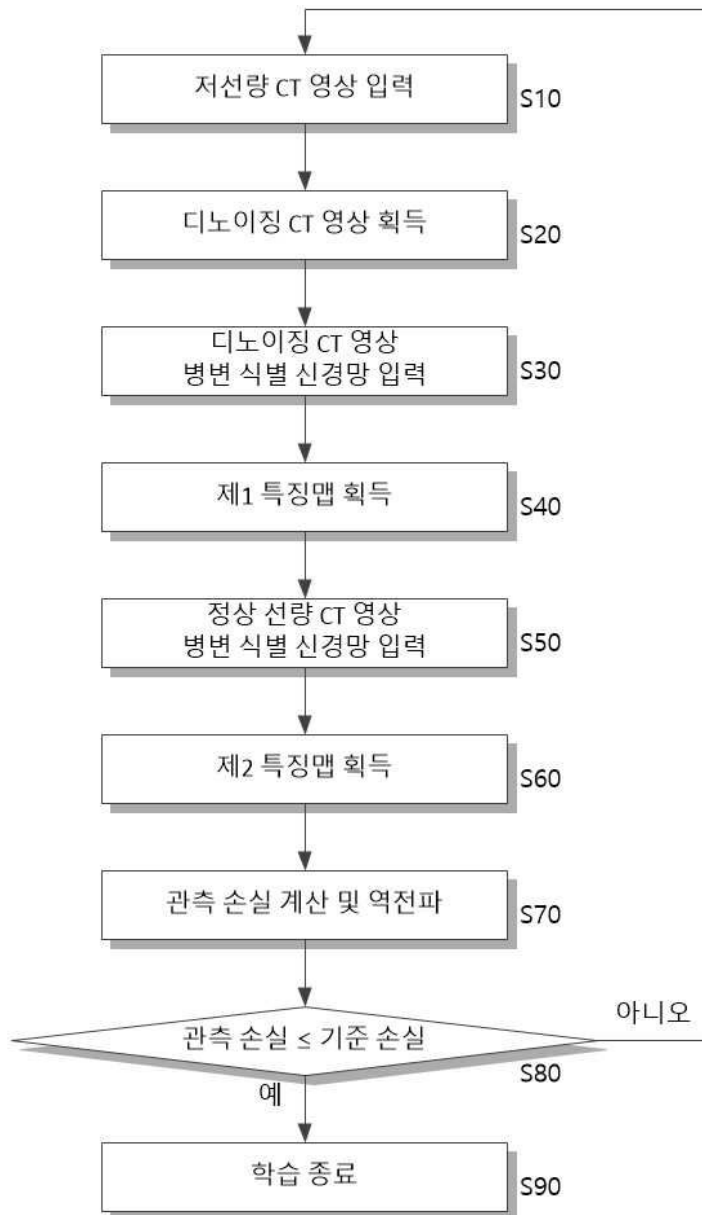 저선량 CT 영상 입력
S10
디노이징 CT 영상 획득
S20
디노이징 CT 영상
병변 식별 신경망 입력
S30
제1 특징맵 획득
S40
정상 선량 CT 영상
병변 식별 신경망 입력
S50
제2 특징맵 획득
S60
관측 손실 계산 및 역전파
S70
관측 손실 ≤ 기준 손실
아니오
S80
예
학습 종료
S90